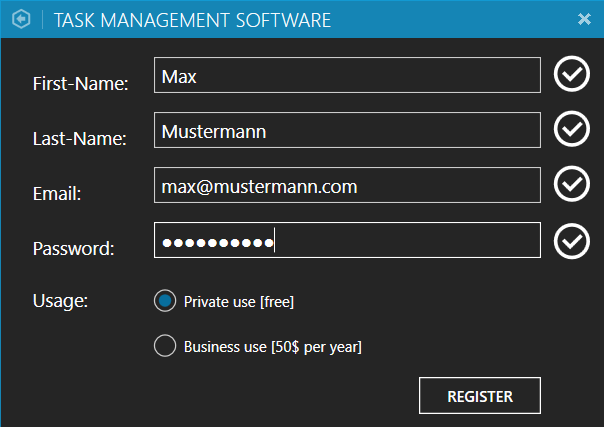 TASK MANAGEMENT SOFTWARE
First-Name: Max
Last-Name: Mustermann
Email: max@mustermann.com
Password: ●●●●●●●●●●
Usage: Private use [free]
Business use [50$ per year]
REGISTER